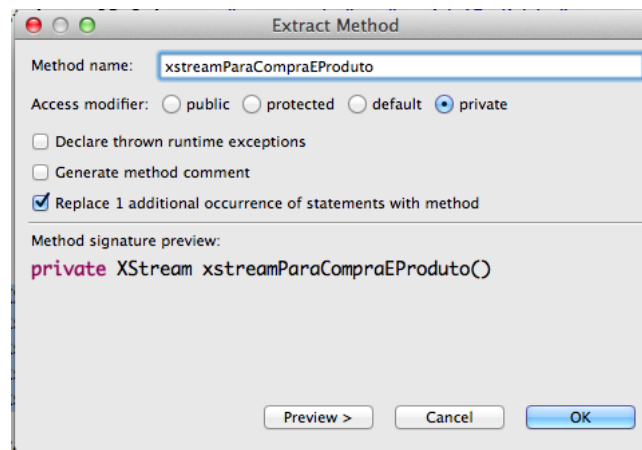 Extract Method
Method name: xstreamParaCompraEProduto
Access modifier: public protected default private
Declare thrown runtime exceptions
Generate method comment
Replace 1 additional occurrence of statements with method
Method signature preview:
private XStream xstreamParaCompraEProduto()
Preview > Cancel OK